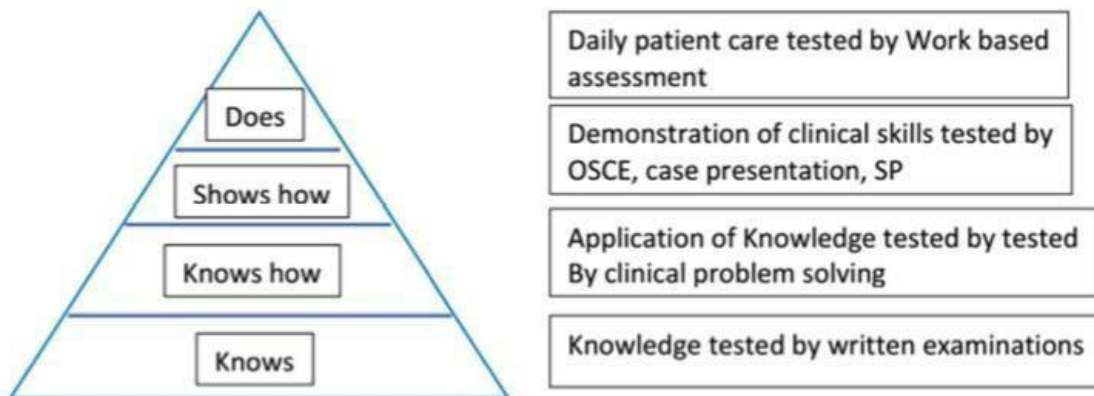 Does
Shows how
Knows how
Knows
Daily patient care tested by Work based
assessment
Demonstration of clinical skills tested by
OSCE, case presentation, SP
Application of Knowledge tested by tested
By clinical problem solving
Knowledge tested by written examinations